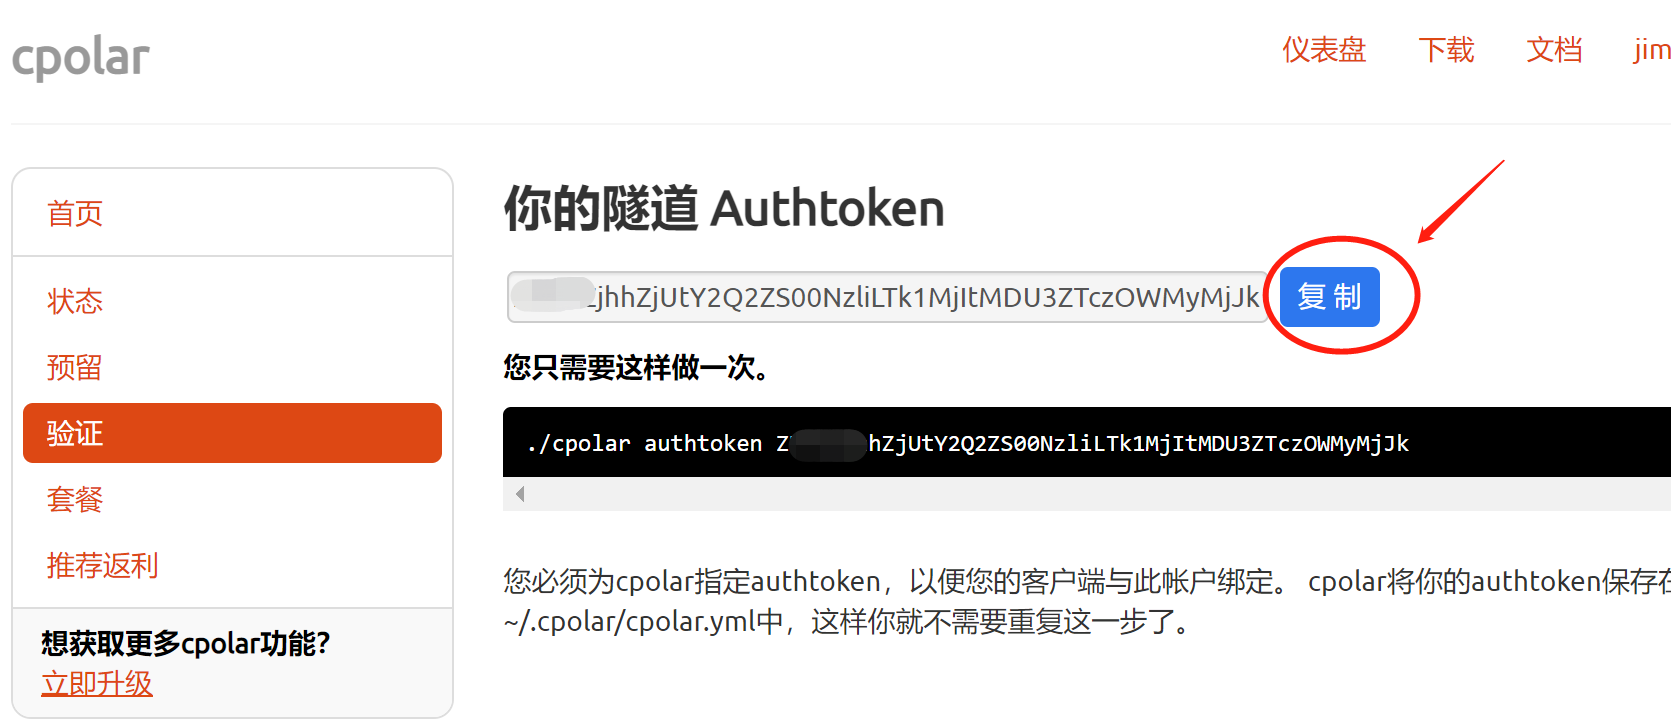 cpolar
仪表盘 下载 文档 jim
首页
状态
预留
验证
套餐
推荐返利
想获取更多cpolar功能?
立即升级
你的隧道 Authtoken
jhhZjUtY2Q2ZS00NzliLTk1MjItMDU3ZTczOWMyMjJk 复 制
您只需要这样做一次。
./cpolar authtoken Z hZjUtY2Q2ZS00NzliLTk1MjItMDU3ZTczOWMyMjJk
您必须为cpolar指定authtoken，以便您的客户端与此帐户绑定。 cpolar将你的authtoken保存在
~/.cpolar/cpolar.yml中，这样你就不需要重复这一步了。